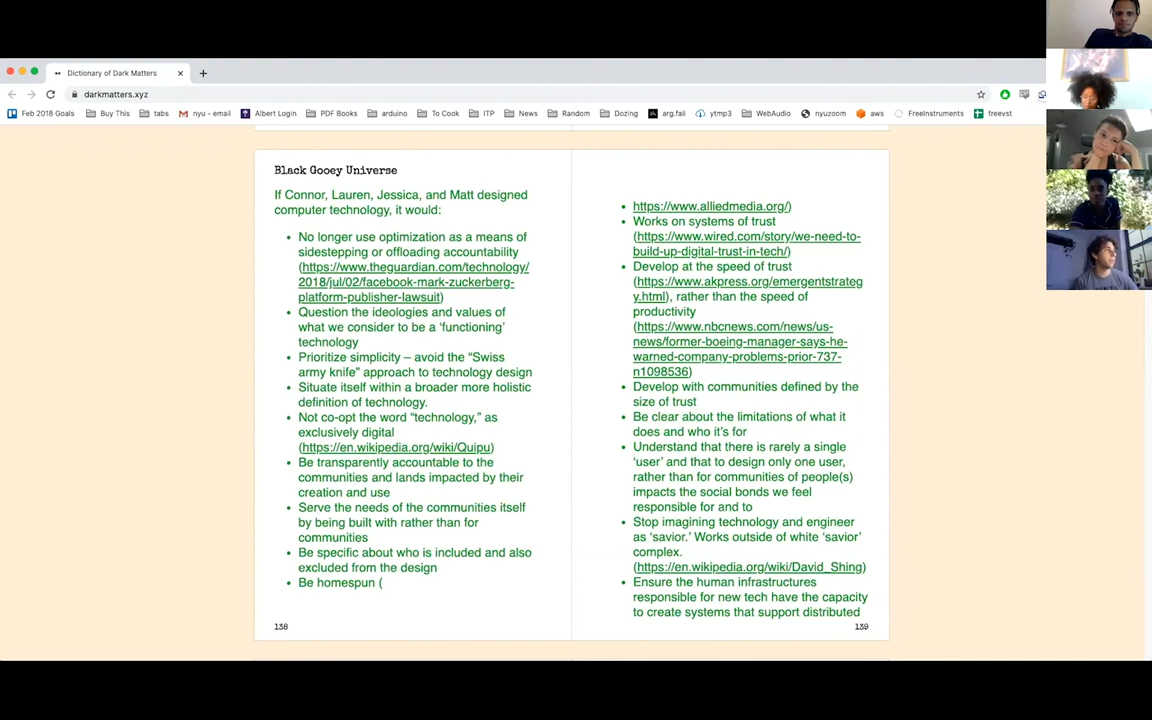 Dictionary of Dark Matters
darkmatters.xyz
Feb 2018 Goals
Buy This
tabs
nyu - email
Albert Login
PDF Books
arduino
To Cook
ITP
News
Random
Dozing
arg.fail
ytmp3
WebAudio
nyuzoom
aws
FreeInstruments
freevst
Black Gooey Universe
If Connor, Lauren, Jessica, and Matt designed
computer technology, it would:
• No longer use optimization as a means of
sidestepping or offloading accountability
(https://www.theguardian.com/technology/
2018/jul/02/facebook-mark-zuckerberg-
platform-publisher-lawsuit)
• Question the ideologies and values of
what we consider to be a ‘functioning’
technology
• Prioritize simplicity – avoid the “Swiss
army knife” approach to technology design
• Situate itself within a broader more holistic
definition of technology.
• Not co-opt the word “technology,” as
exclusively digital
(https://en.wikipedia.org/wiki/Quipu)
• Be transparently accountable to the
communities and lands impacted by their
creation and use
• Serve the needs of the communities itself
by being built with rather than for
communities
• Be specific about who is included and also
excluded from the design
• Be homespun (
138
• https://www.alliedmedia.org/)
• Works on systems of trust
(https://www.wired.com/story/we-need-to-
build-up-digital-trust-in-tech/)
• Develop at the speed of trust
(https://www.akpress.org/emergentstrateg
y.html), rather than the speed of
productivity
(https://www.nbcnews.com/news/us-
news/former-boeing-manager-says-he-
warned-company-problems-prior-737-
n1098536)
• Develop with communities defined by the
size of trust
• Be clear about the limitations of what it
does and who it’s for
• Understand that there is rarely a single
‘user’ and that to design only one user,
rather than for communities of people(s)
impacts the social bonds we feel
responsible for and to
• Stop imagining technology and engineer
as ‘savior.’ Works outside of white ‘savior’
complex.
(https://en.wikipedia.org/wiki/David_Shing)
• Ensure the human infrastructures
responsible for new tech have the capacity
to create systems that support distributed
139